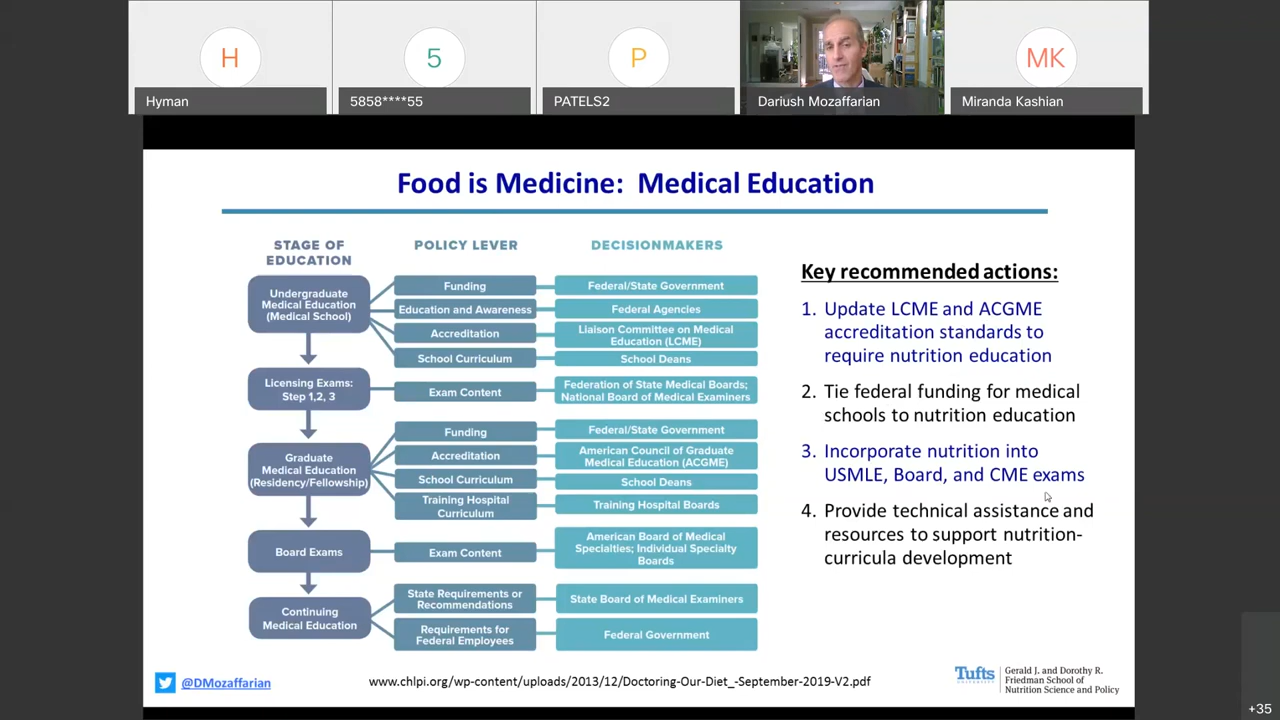 H
5
P
MK
Hyman
5858****55
PATELS2
Dariush Mozaffarian
Miranda Kashian
Food is Medicine:  Medical Education
STAGE OF
EDUCATION
POLICY LEVER
DECISIONMAKERS
Undergraduate
Medical Education
(Medical School)
Funding
Federal/State Government
Education and Awareness
Federal Agencies
Accreditation
Liaison Committee on Medical
Education (LCME)
School Curriculum
School Deans
Licensing Exams:
Step 1,2, 3
Exam Content
Federation of State Medical Boards;
National Board of Medical Examiners
Graduate
Medical Education
(Residency/Fellowship)
Funding
Federal/State Government
Accreditation
American Council of Graduate
Medical Education (ACGME)
School Curriculum
School Deans
Training Hospital
Curriculum
Training Hospital Boards
Board Exams
Exam Content
American Board of Medical
Specialties; Individual Specialty
Boards
Continuing
Medical Education
State Requirements or
Recommendations
State Board of Medical Examiners
Requirements for
Federal Employees
Federal Government
Key recommended actions:
1. Update LCME and ACGME
accreditation standards to
require nutrition education
2. Tie federal funding for medical
schools to nutrition education
3. Incorporate nutrition into
USMLE, Board, and CME exams
4. Provide technical assistance and
resources to support nutrition-
curricula development
@DMozaffarian
www.chlpi.org/wp-content/uploads/2013/12/Doctoring-Our-Diet_-September-2019-V2.pdf
Tufts
UNIVERSITY
Gerald J. and Dorothy R.
Friedman School of
Nutrition Science and Policy
+35